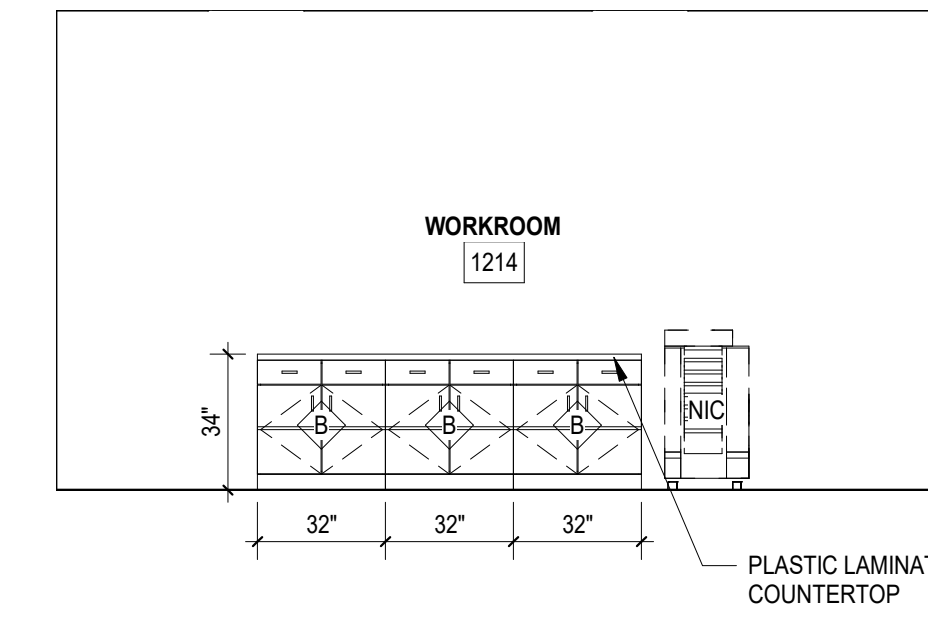 WORKROOM
1214
34"
B
B
B
NIC
32"
32"
32"
PLASTIC LAMINAT
COUNTERTOP